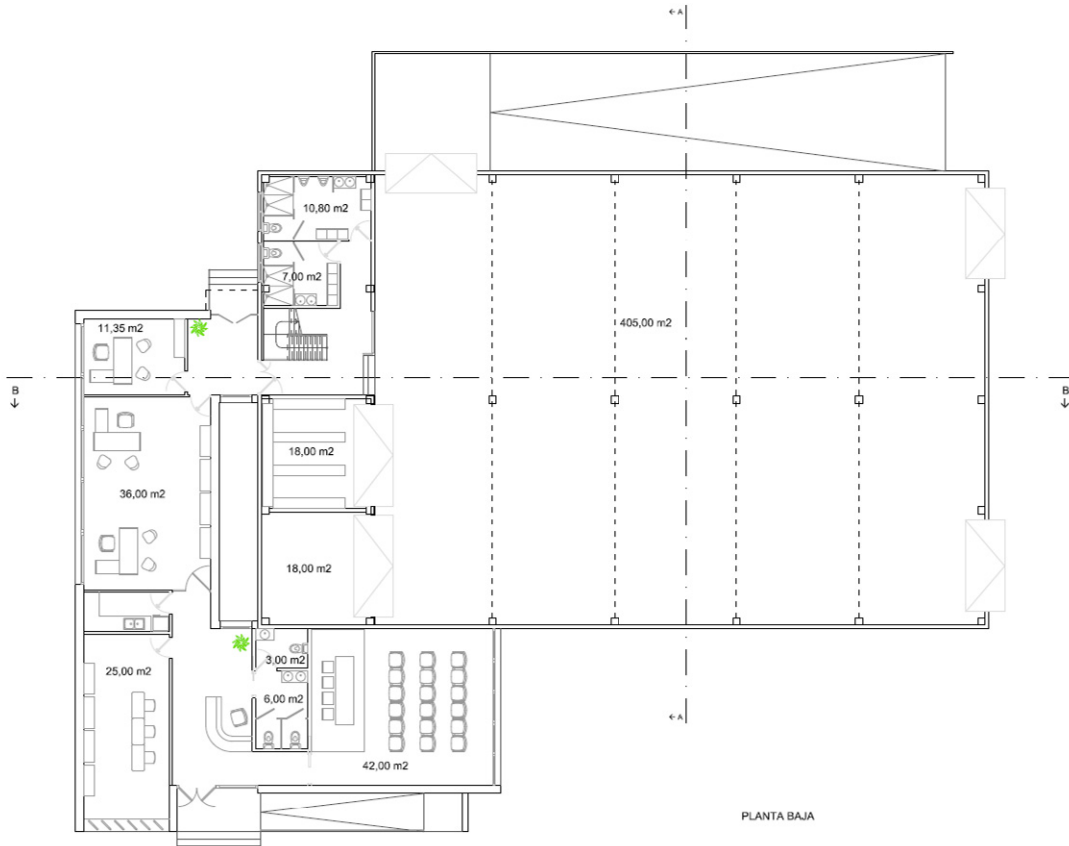 ←A
10,80 m2
7,00 m2
405,00 m2
11,35 m2
B
↓
B
↓
18,00 m2
36,00 m2
18,00 m2
25,00 m2
3,00 m2
6,00 m2
←A
42,00 m2
PLANTA BAJA